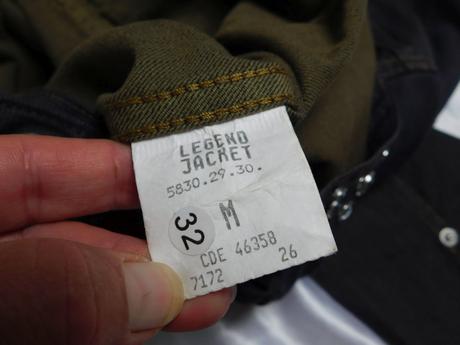 LEGEND
JACKET
5830.29.30.
32 M
CDE 46358
7172 26